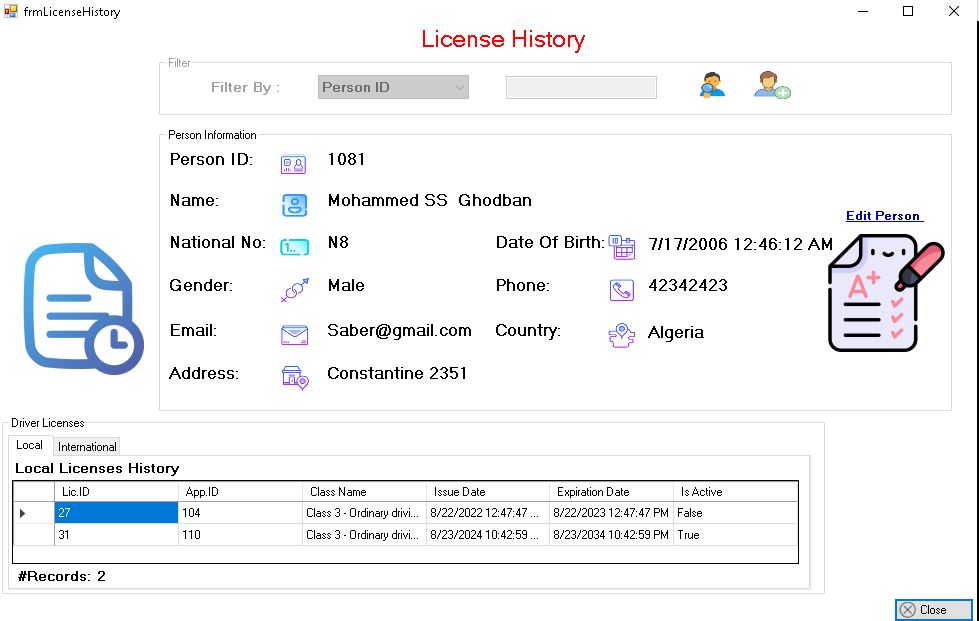 frmLicenseHistory
License History
Filter
Filter By :
Person ID
Person Information
Person ID: 1081
Name: Mohammed SS  Ghodban
Edit Person
National No: N8 Date Of Birth: 7/17/2006 12:46:12 AM
Gender: Male Phone: 42342423
A+
Email: Saber@gmail.com Country: Algeria
Address: Constantine 2351
Driver Licenses
Local International
Local Licenses History
Lic.ID App.ID Class Name Issue Date Expiration Date Is Active
27 104 Class 3 - Ordinary drivi... 8/22/2022 12:47:47 ... 8/22/2023 12:47:47 PM False
31 110 Class 3 - Ordinary drivi... 8/23/2024 10:42:59 ... 8/23/2034 10:42:59 PM True
#Records: 2
Close